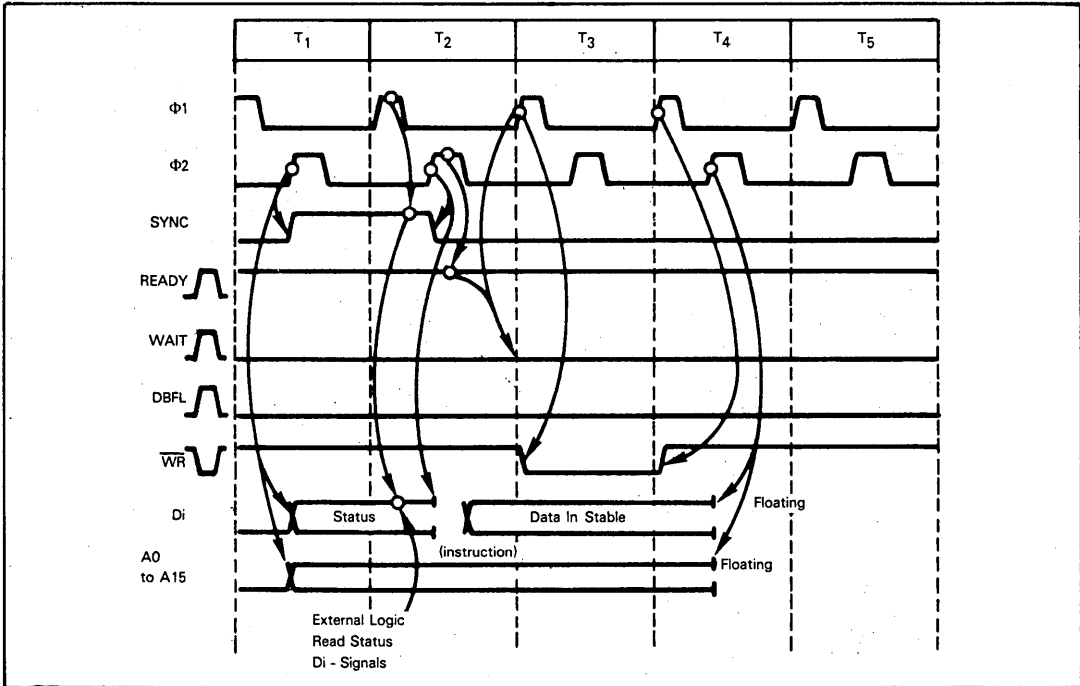 T1 T2 T3 T4 T5
Φ1
Φ2
SYNC
READY
WAIT
DBFL
W̅R̅
Di
Status
Data In Stable
Floating
(instruction)
A0
to A15
Floating
External Logic
Read Status
Di - Signals